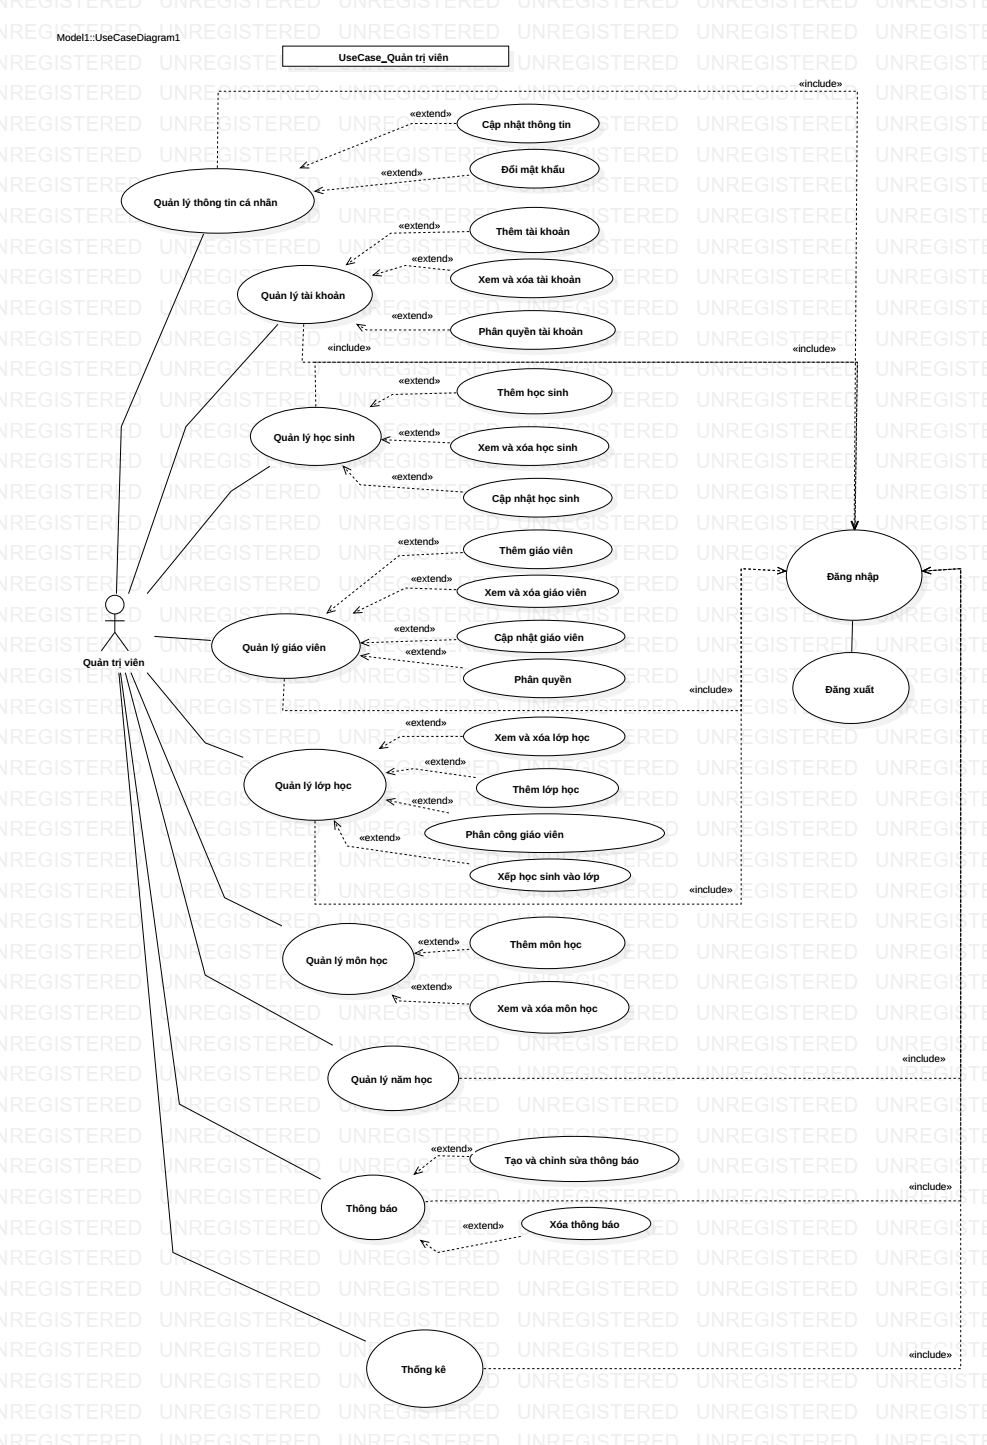 Model1::UseCaseDiagram1
UseCase_Quản trị viên
«include»
«extend»
Cập nhật thông tin
«extend»
Đổi mật khẩu
Quản lý thông tin cá nhân
«extend»
Thêm tài khoản
«extend»
Xem và xóa tài khoản
Quản lý tài khoản
«extend»
Phân quyền tài khoản
«include»
«include»
«extend»
Thêm học sinh
«extend»
Quản lý học sinh
Xem và xóa học sinh
«extend»
Cập nhật học sinh
«extend»
Thêm giáo viên
«extend»
Xem và xóa giáo viên
Đăng nhập
«extend»
Cập nhật giáo viên
Quản lý giáo viên
«extend»
Quản trị viên
Phân quyền
Đăng xuất
«include»
«extend»
Xem và xóa lớp học
«extend»
Quản lý lớp học
Thêm lớp học
«extend»
Phân công giáo viên
«extend»
Xếp học sinh vào lớp
«include»
«extend»
Thêm môn học
Quản lý môn học
«extend»
Xem và xóa môn học
«include»
Quản lý năm học
«extend»
Tạo và chỉnh sửa thông báo
«include»
Thông báo
«extend»
Xóa thông báo
«include»
Thống kê
UNREGISTERED